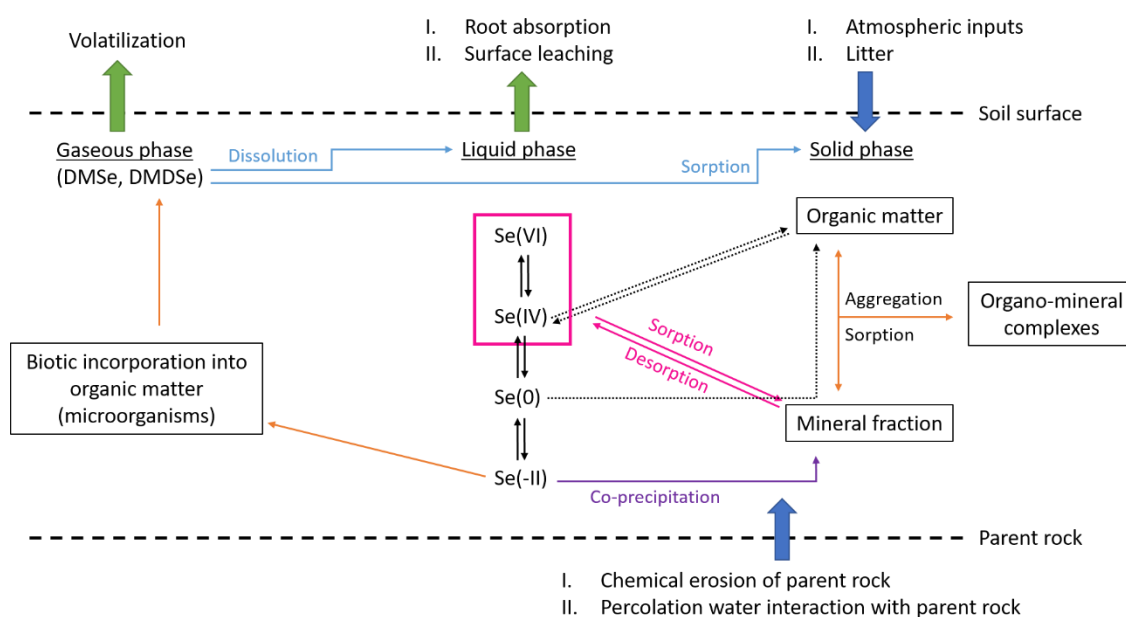 Volatilization
I. Root absorption
II. Surface leaching
I. Atmospheric inputs
II. Litter
Soil surface
Gaseous phase
(DMSe, DMDSe)
Dissolution
Liquid phase
Sorption
Solid phase
Organic matter
Se(VI)
Se(IV)
Sorption
Desorption
Aggregation
Sorption
Organo-mineral
complexes
Biotic incorporation into
organic matter
(microorganisms)
Se(0)
Mineral fraction
Se(-II)
Co-precipitation
Parent rock
I. Chemical erosion of parent rock
II. Percolation water interaction with parent rock